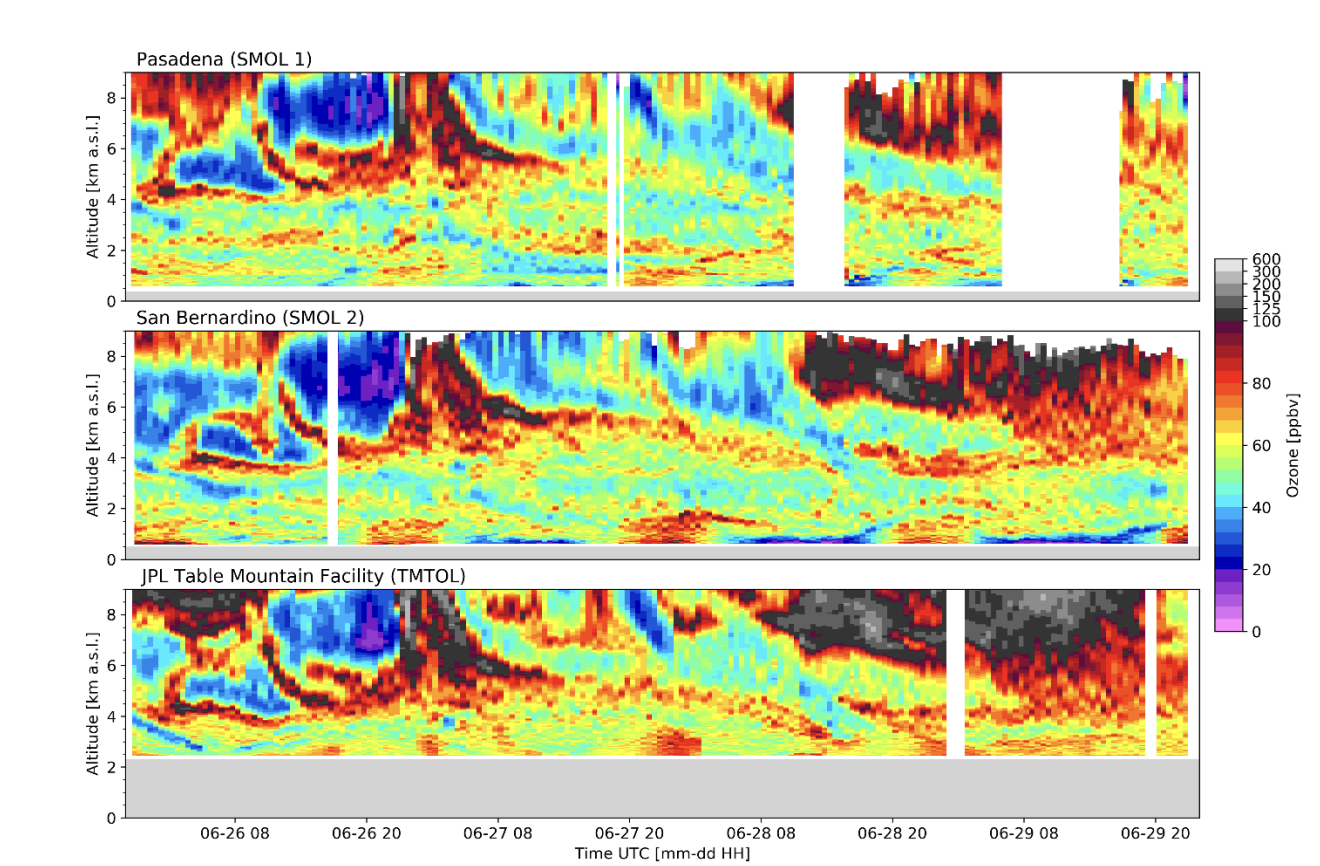 Pasadena (SMOL 1)
8
6
4
2
0
Altitude [km a.s.l.]
San Bernardino (SMOL 2)
8
6
4
2
0
Altitude [km a.s.l.]
JPL Table Mountain Facility (TMTOL)
8
6
4
2
0
Altitude [km a.s.l.]
06-26 08 06-26 20 06-27 08 06-27 20 06-28 08 06-28 20 06-29 08 06-29 20
Time UTC [mm-dd HH]
600
300
200
150
125
100
80
60
40
20
0
Ozone [ppbv]